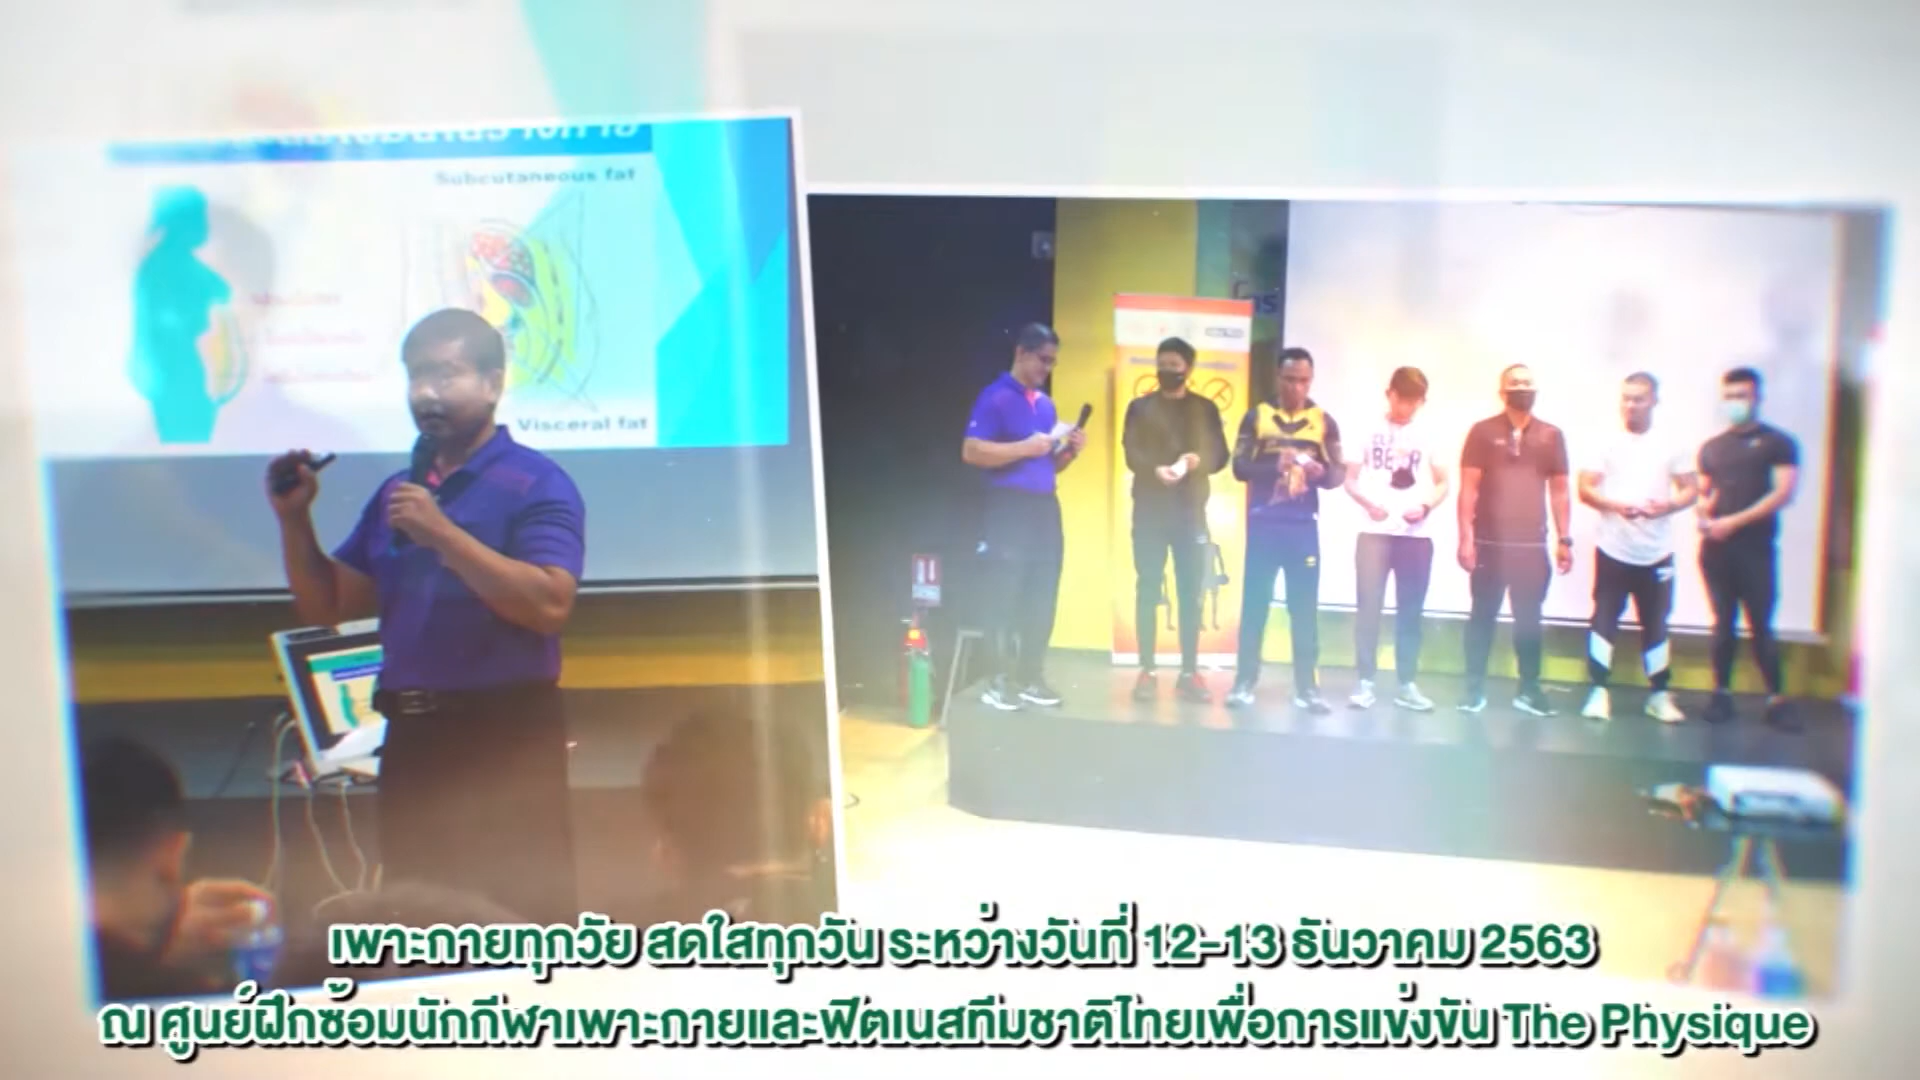 Subcutaneous fat
Visceral fat
เพาะกายทุกวัย สดใสทุกวัน ระหว่างวันที่ 12-13 ธันวาคม 2563
ณ ศูนย์ฝึกซ้อมนักกีฬาเพาะกายและฟิตเนสทีมชาติไทยเพื่อการแข่งขัน The Physique